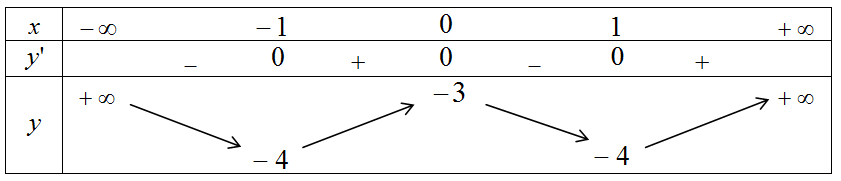 x −∞ −1 0 1 +∞
y' − 0 + 0 − 0 +
+∞ −3 +∞
y
−4 −4